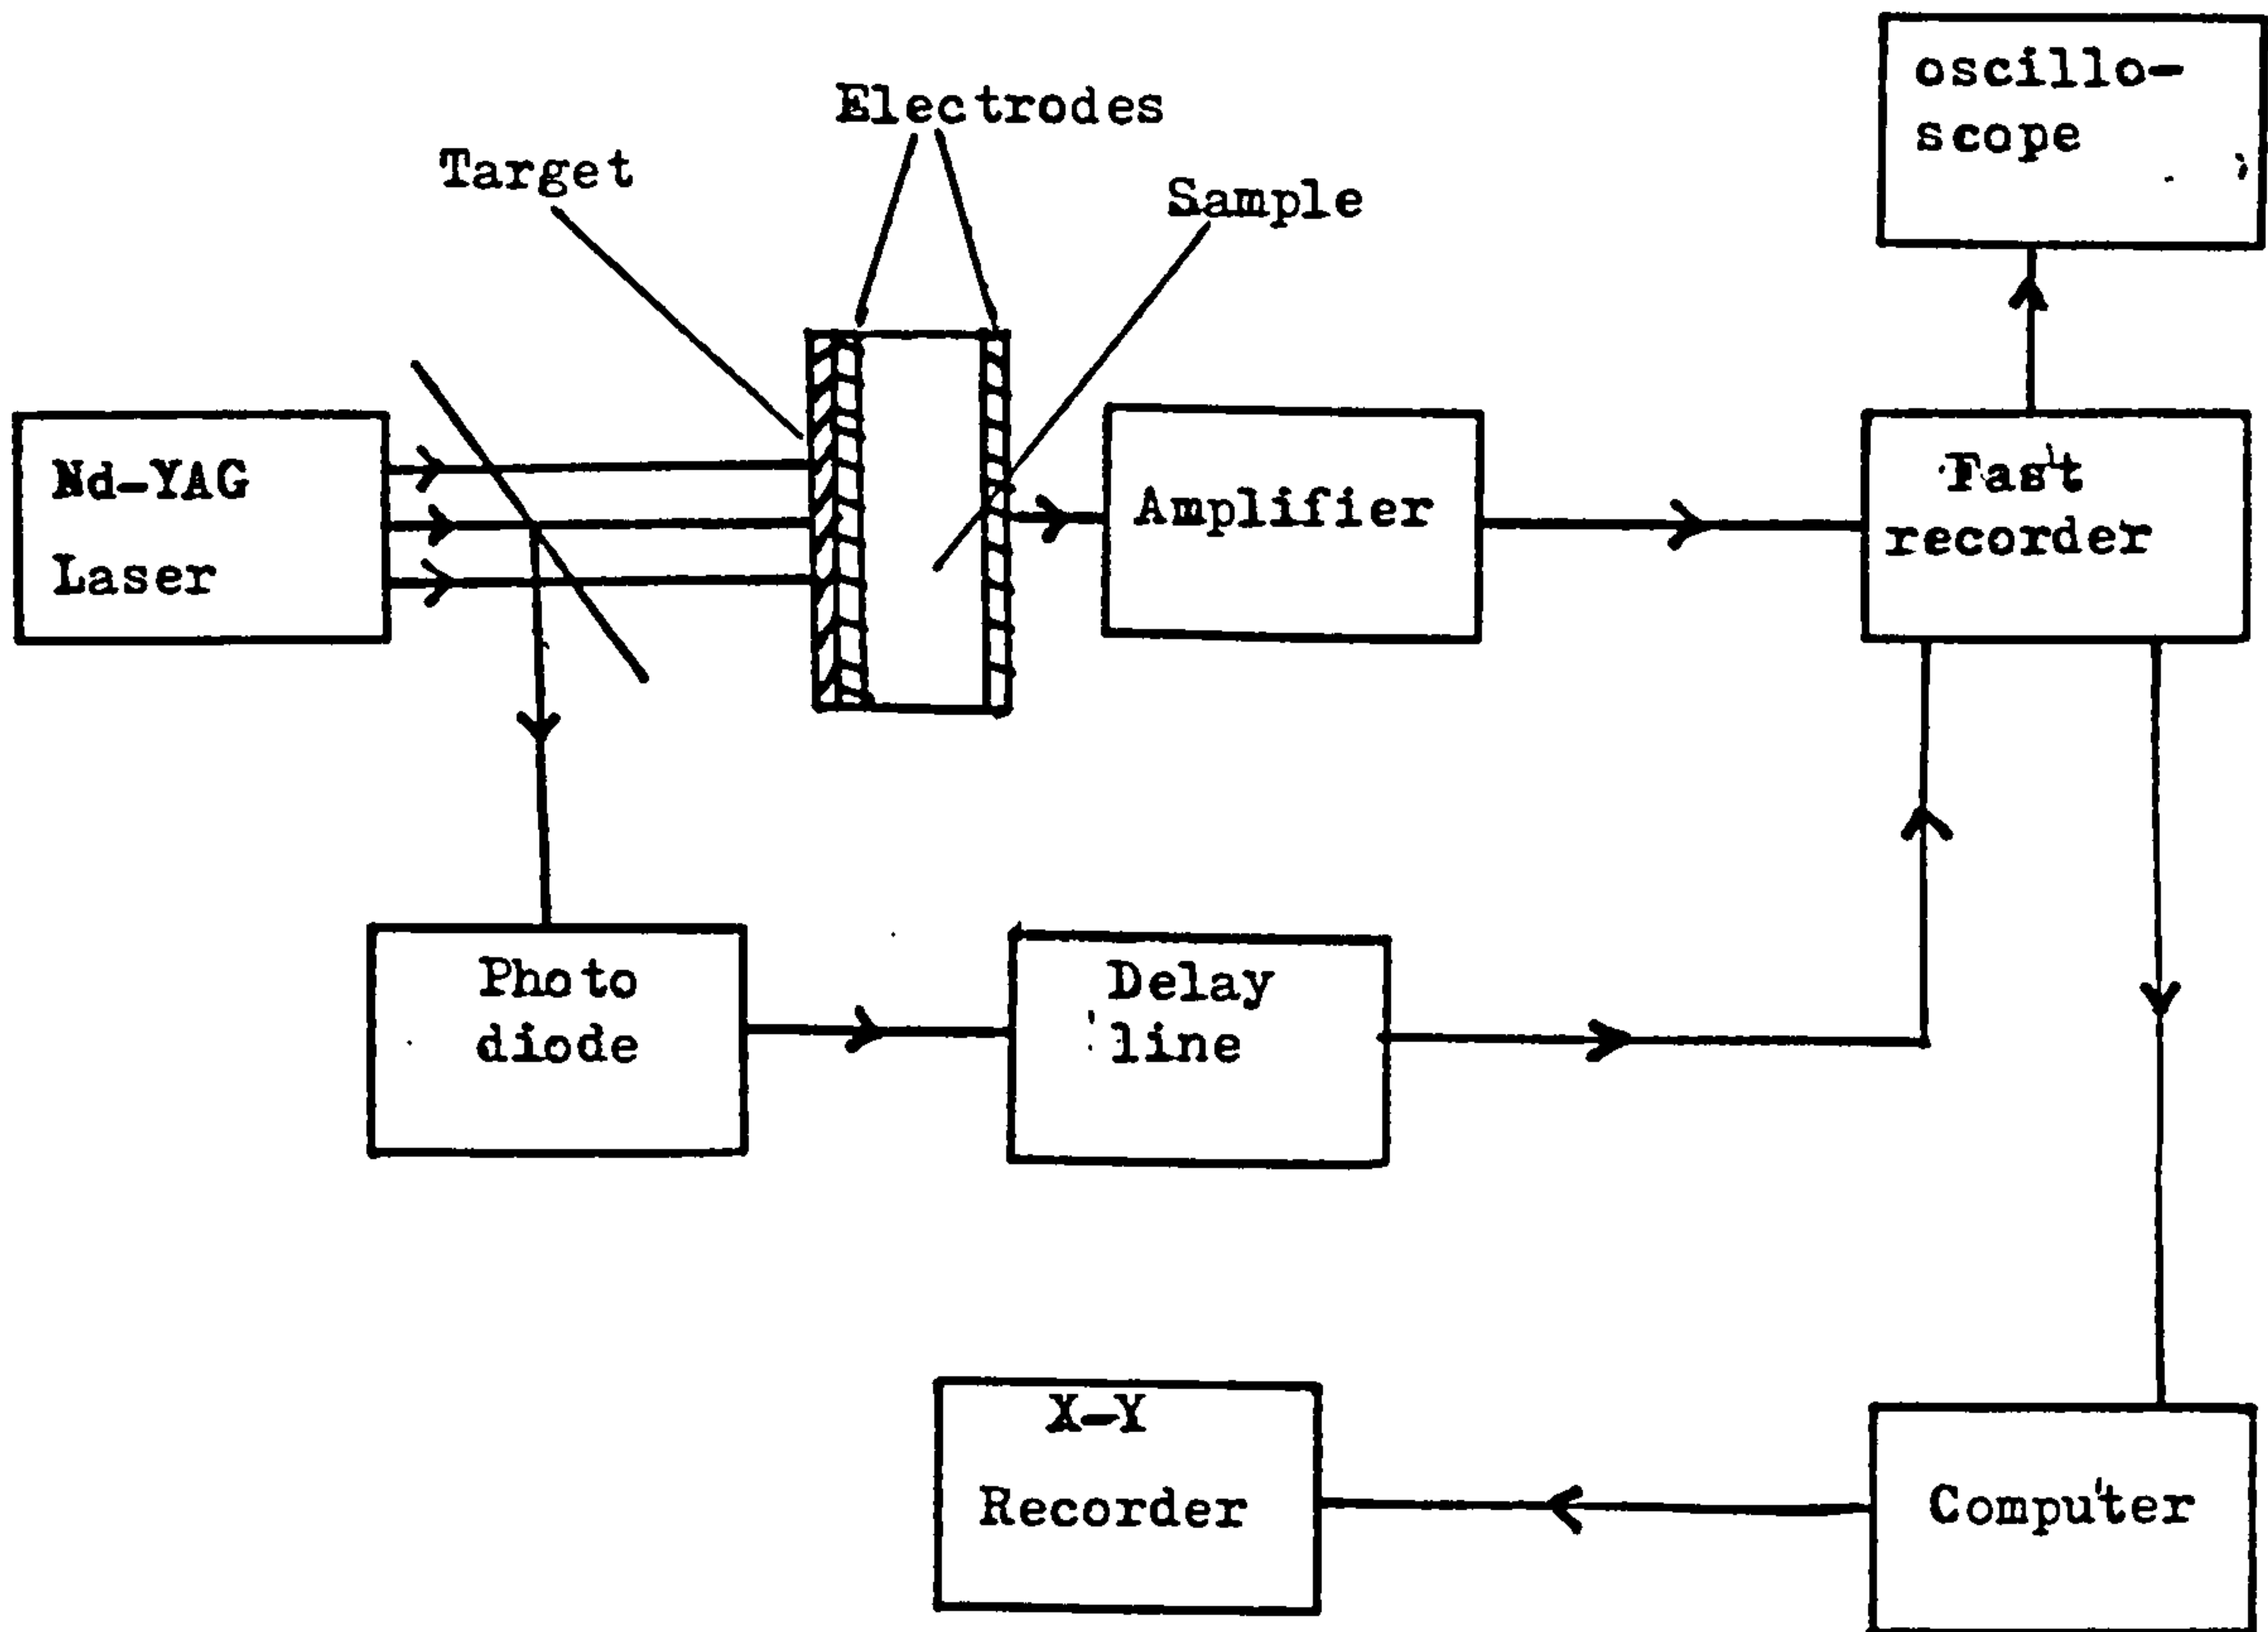 oscillo-
scope
Electrodes
Target
Sample
Nd-YAG
Laser
Amplifier
Fast
recorder
Photo
diode
Delay
line
X-Y
Recorder
Computer